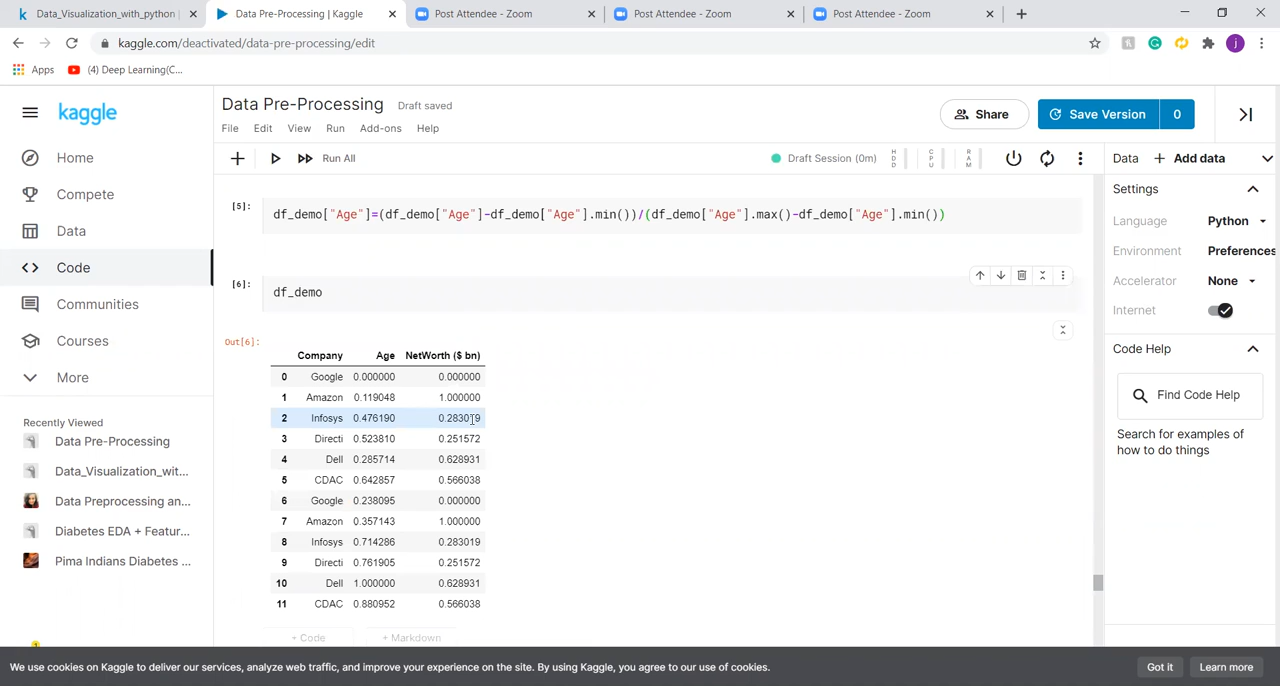 Data_Visualization_with_python |
Data Pre-Processing | Kaggle
Post Attendee - Zoom
Post Attendee - Zoom
Post Attendee - Zoom
kaggle.com/deactivated/data-pre-processing/edit
j
Apps
(4) Deep Learning(C...
kaggle
Home
Compete
Data
Code
Communities
Courses
More
Recently Viewed
Data Pre-Processing
Data_Visualization_wit...
Data Preprocessing an...
Diabetes EDA + Featur...
Pima Indians Diabetes ...
Data Pre-Processing Draft saved
File Edit View Run Add-ons Help
Share
Save Version 0
Run All
Draft Session (0m)
HDD
CPU
RAM
[5]: df_demo["Age"]=(df_demo["Age"]-df_demo["Age"].min())/(df_demo["Age"].max()-df_demo["Age"].min())
[6]: df_demo
Out[6]:
Company Age NetWorth ($ bn)
0 Google 0.000000 0.000000
1 Amazon 0.119048 1.000000
2 Infosys 0.476190 0.283019
3 Directi 0.523810 0.251572
4 Dell 0.285714 0.628931
5 CDAC 0.642857 0.566038
6 Google 0.238095 0.000000
7 Amazon 0.357143 1.000000
8 Infosys 0.714286 0.283019
9 Directi 0.761905 0.251572
10 Dell 1.000000 0.628931
11 CDAC 0.880952 0.566038
+ Code + Markdown
Data + Add data
Settings
Language Python
Environment Preferences
Accelerator None
Internet
Code Help
Find Code Help
Search for examples of
how to do things
We use cookies on Kaggle to deliver our services, analyze web traffic, and improve your experience on the site. By using Kaggle, you agree to our use of cookies.
Got it
Learn more